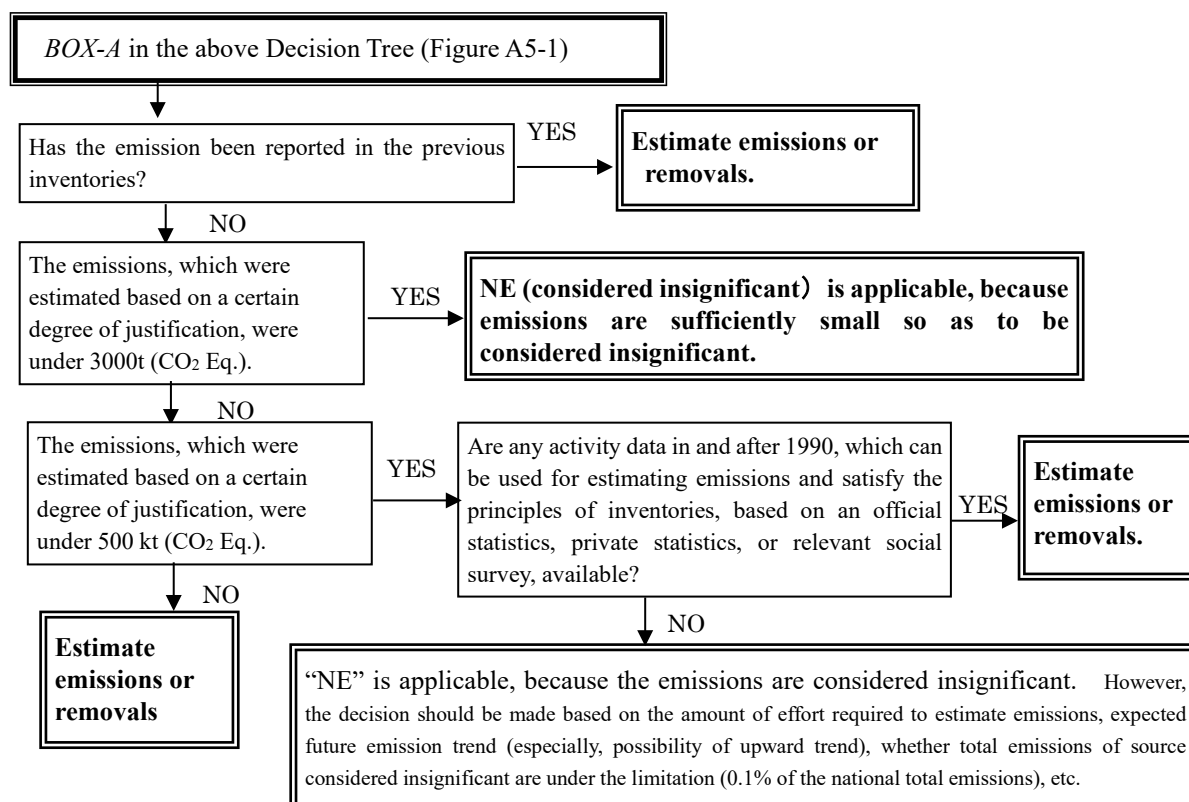 BOX-A in the above Decision Tree (Figure A5-1)
Has the emission been reported in the previous
inventories?
YES
Estimate emissions or
removals.
NO
The emissions, which were
estimated based on a certain
degree of justification, were
under 3000t (CO₂ Eq.).
YES
NE (considered insignificant） is applicable, because
emissions are sufficiently small so as to be
considered insignificant.
NO
The emissions, which were
estimated based on a certain
degree of justification, were
under 500 kt (CO₂ Eq.).
YES
Are any activity data in and after 1990, which can
be used for estimating emissions and satisfy the
principles of inventories, based on an official
statistics, private statistics, or relevant social
survey, available?
YES
Estimate
emissions or
removals.
NO
Estimate
emissions or
removals
NO
“NE” is applicable, because the emissions are considered insignificant. However,
the decision should be made based on the amount of effort required to estimate emissions, expected
future emission trend (especially, possibility of upward trend), whether total emissions of source
considered insignificant are under the limitation (0.1% of the national total emissions), etc.